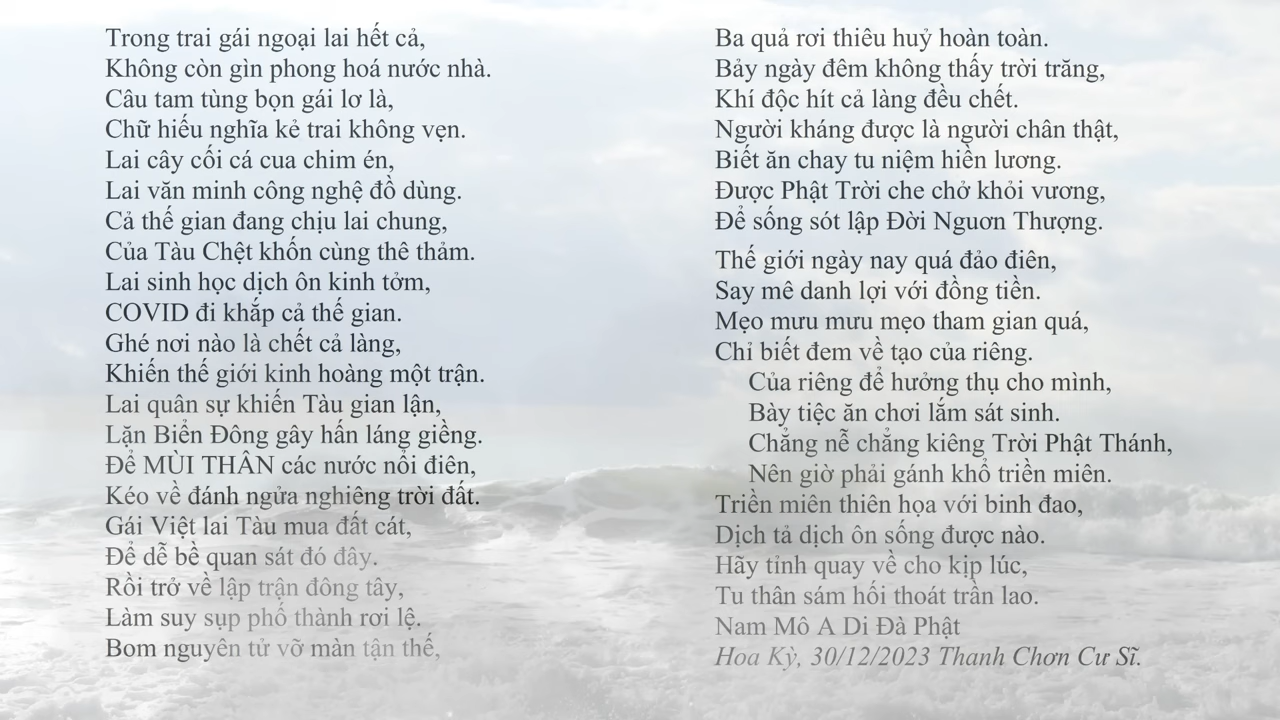 Trong trai gái ngoại lai hết cả,
Không còn gìn phong hoá nước nhà.
Câu tam tùng bọn gái lơ là,
Chữ hiếu nghĩa kẻ trai không vẹn.
Lai cây cối cá cua chim én,
Lai văn minh công nghệ đồ dùng.
Cả thế gian đang chịu lai chung,
Của Tàu Chệt khốn cùng thê thảm.
Lai sinh học dịch ôn kinh tởm,
COVID đi khắp cả thế gian.
Ghé nơi nào là chết cả làng,
Khiến thế giới kinh hoàng một trận.
Lai quân sự khiến Tàu gian lận,
Lặn Biển Đông gây hấn láng giềng.
Để MÙI THÂN các nước nổi điên,
Kéo về đánh ngửa nghiêng trời đất.
Gái Việt lai Tàu mua đất cát,
Để dễ bề quan sát đó đây.
Rồi trở về lập trận đông tây,
Làm suy sụp phố thành rơi lệ.
Bom nguyên tử vỡ màn tận thế,
Ba quả rơi thiêu huỷ hoàn toàn.
Bảy ngày đêm không thấy trời trăng,
Khí độc hít cả làng đều chết.
Người kháng được là người chân thật,
Biết ăn chay tu niệm hiền lương.
Được Phật Trời che chở khỏi vương,
Để sống sót lập Đời Nguơn Thượng.
Thế giới ngày nay quá đảo điên,
Say mê danh lợi với đồng tiền.
Mẹo mưu mưu mẹo tham gian quá,
Chỉ biết đem về tạo của riêng.
Của riêng để hưởng thụ cho mình,
Bày tiệc ăn chơi lắm sát sinh.
Chẳng nễ chẳng kiêng Trời Phật Thánh,
Nên giờ phải gánh khổ triền miên.
Triền miên thiên họa với binh đao,
Dịch tả dịch ôn sống được nào.
Hãy tỉnh quay về cho kịp lúc,
Tu thân sám hối thoát trần lao.
Nam Mô A Di Đà Phật
Hoa Kỳ, 30/12/2023 Thanh Chơn Cư Sĩ.